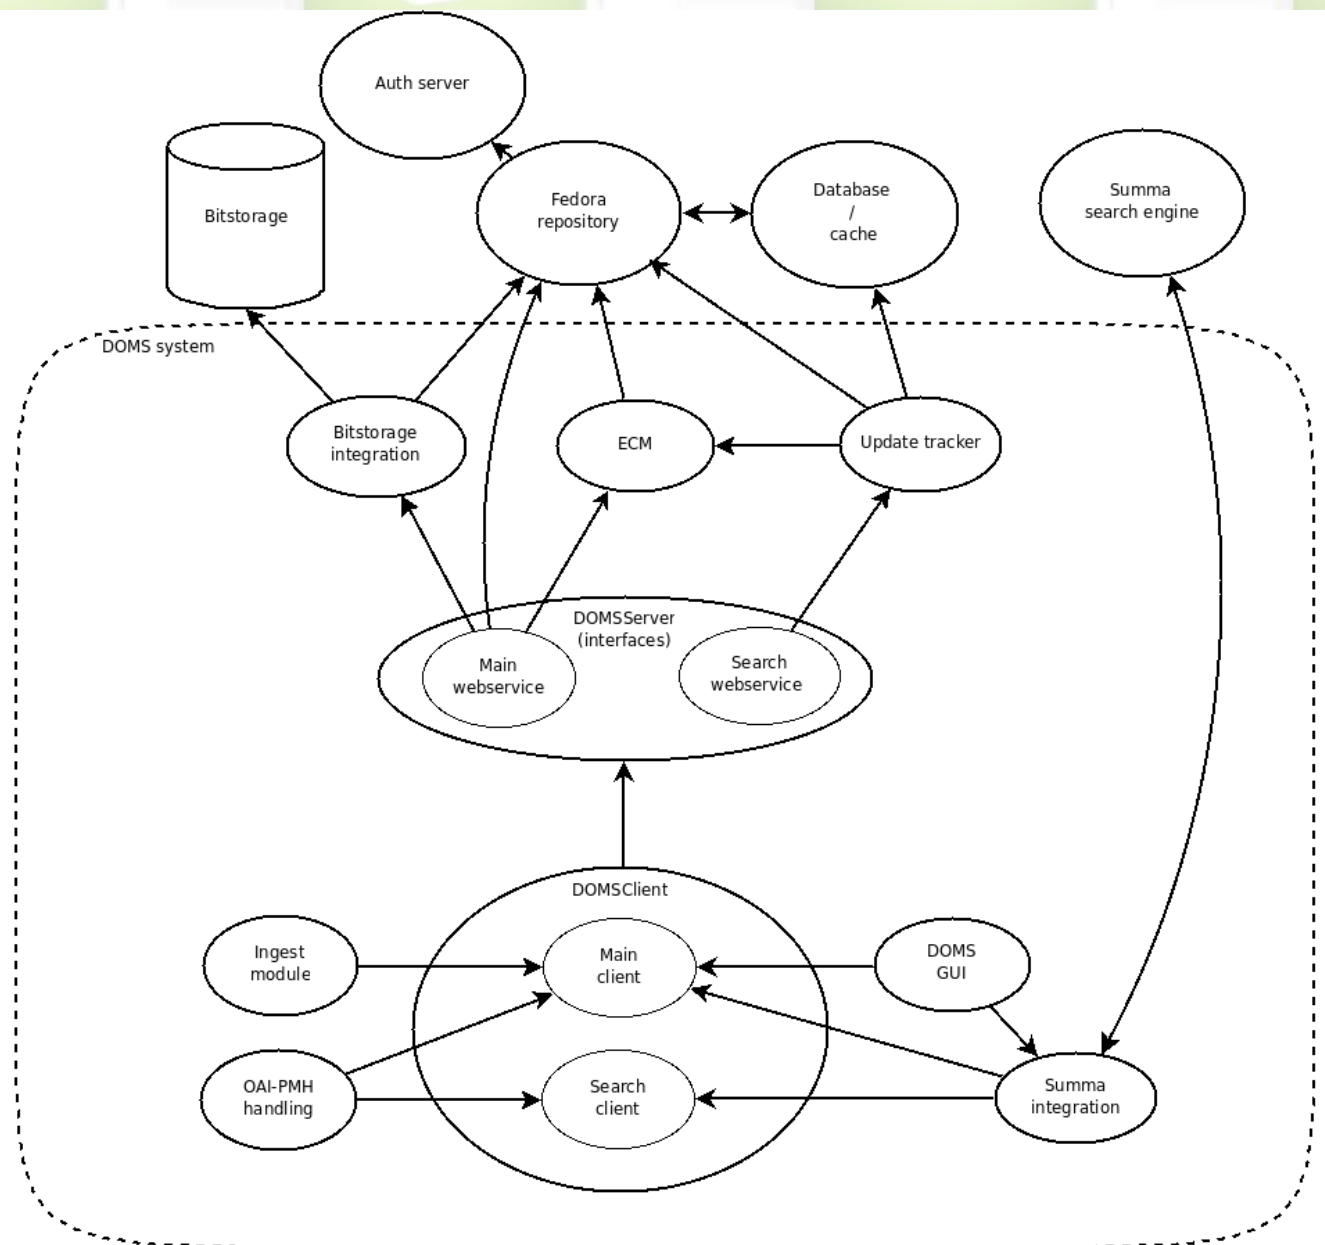 Auth server
Bitstorage
Fedora
repository
Database
/
cache
Summa
search engine
DOMS system
Bitstorage
integration
ECM
Update tracker
DOMSServer
(interfaces)
Main
webservice
Search
webservice
DOMSClient
Ingest
module
Main
client
DOMS
GUI
OAI-PMH
handling
Search
client
Summa
integration